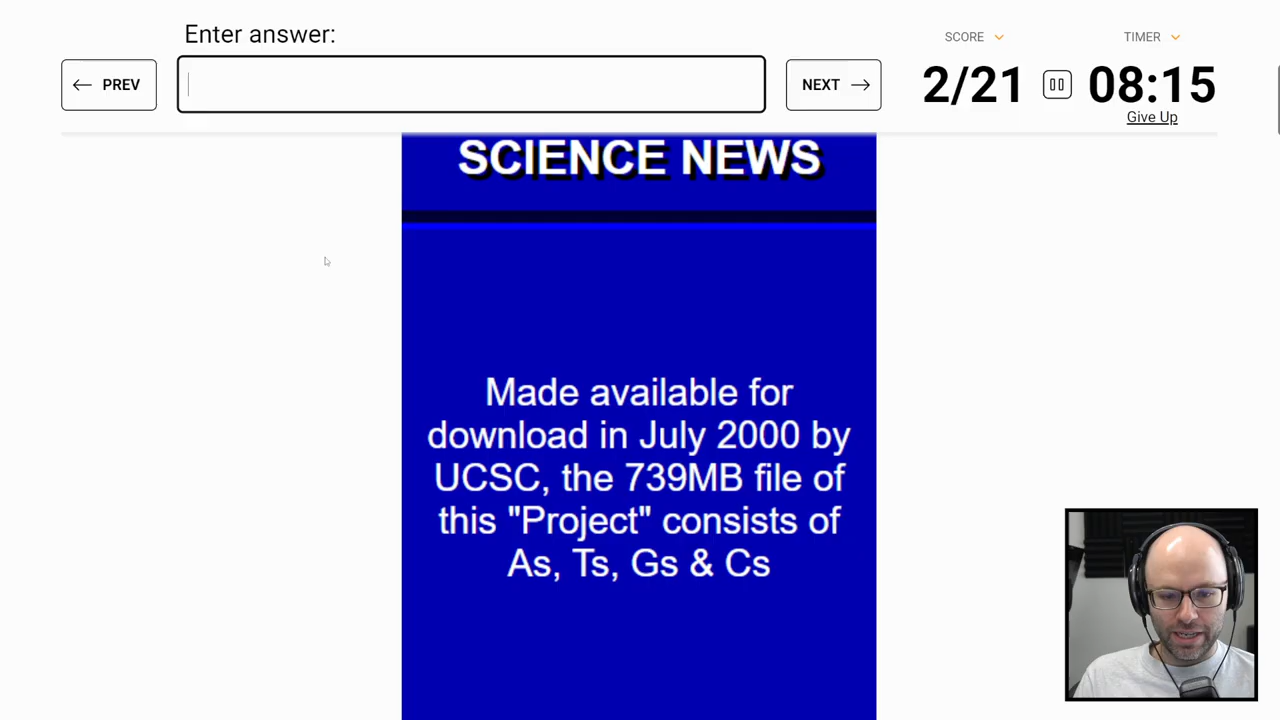 Enter answer:
PREV
NEXT
SCORE
2/21
TIMER
08:15
Give Up
SCIENCE NEWS
Made available for
download in July 2000 by
UCSC, the 739MB file of
this "Project" consists of
As, Ts, Gs & Cs